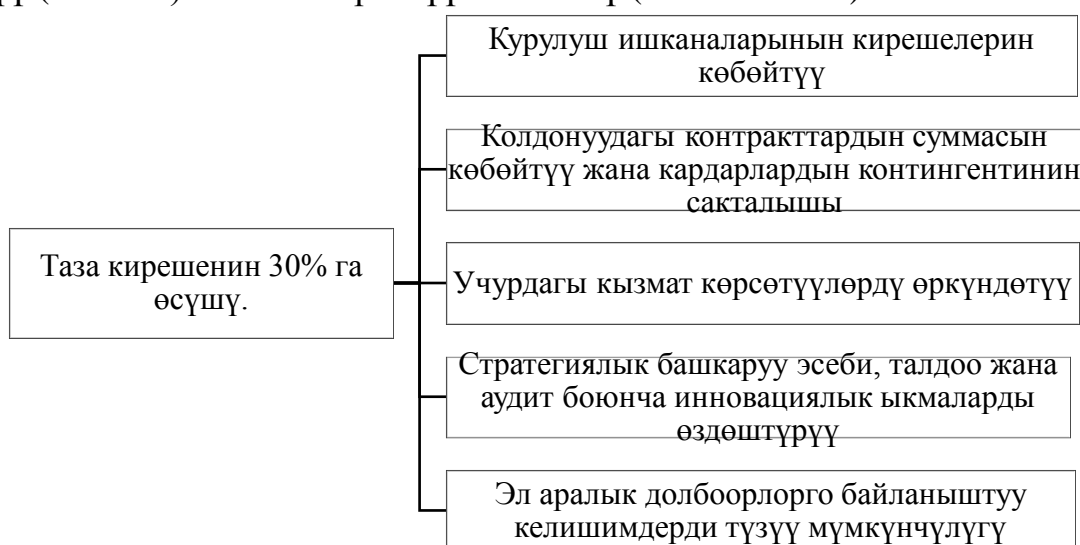 Курулуш ишканаларынын кирешелерин
көбөйтүү
Колдонуудагы контракттардын суммасын
көбөйтүү жана кардарлардын контингентинин
сакталышы
Таза кирешенин 30% га
өсүшү.
Учурдагы кызмат көрсөтүүлөрдү өркүндөтүү
Стратегиялык башкаруу эсеби, талдоо жана
аудит боюнча инновациялык ыкмаларды
өздөштүрүү
Эл аралык долбоорлорго байланыштуу
келишимдерди түзүү мүмкүнчүлүгү